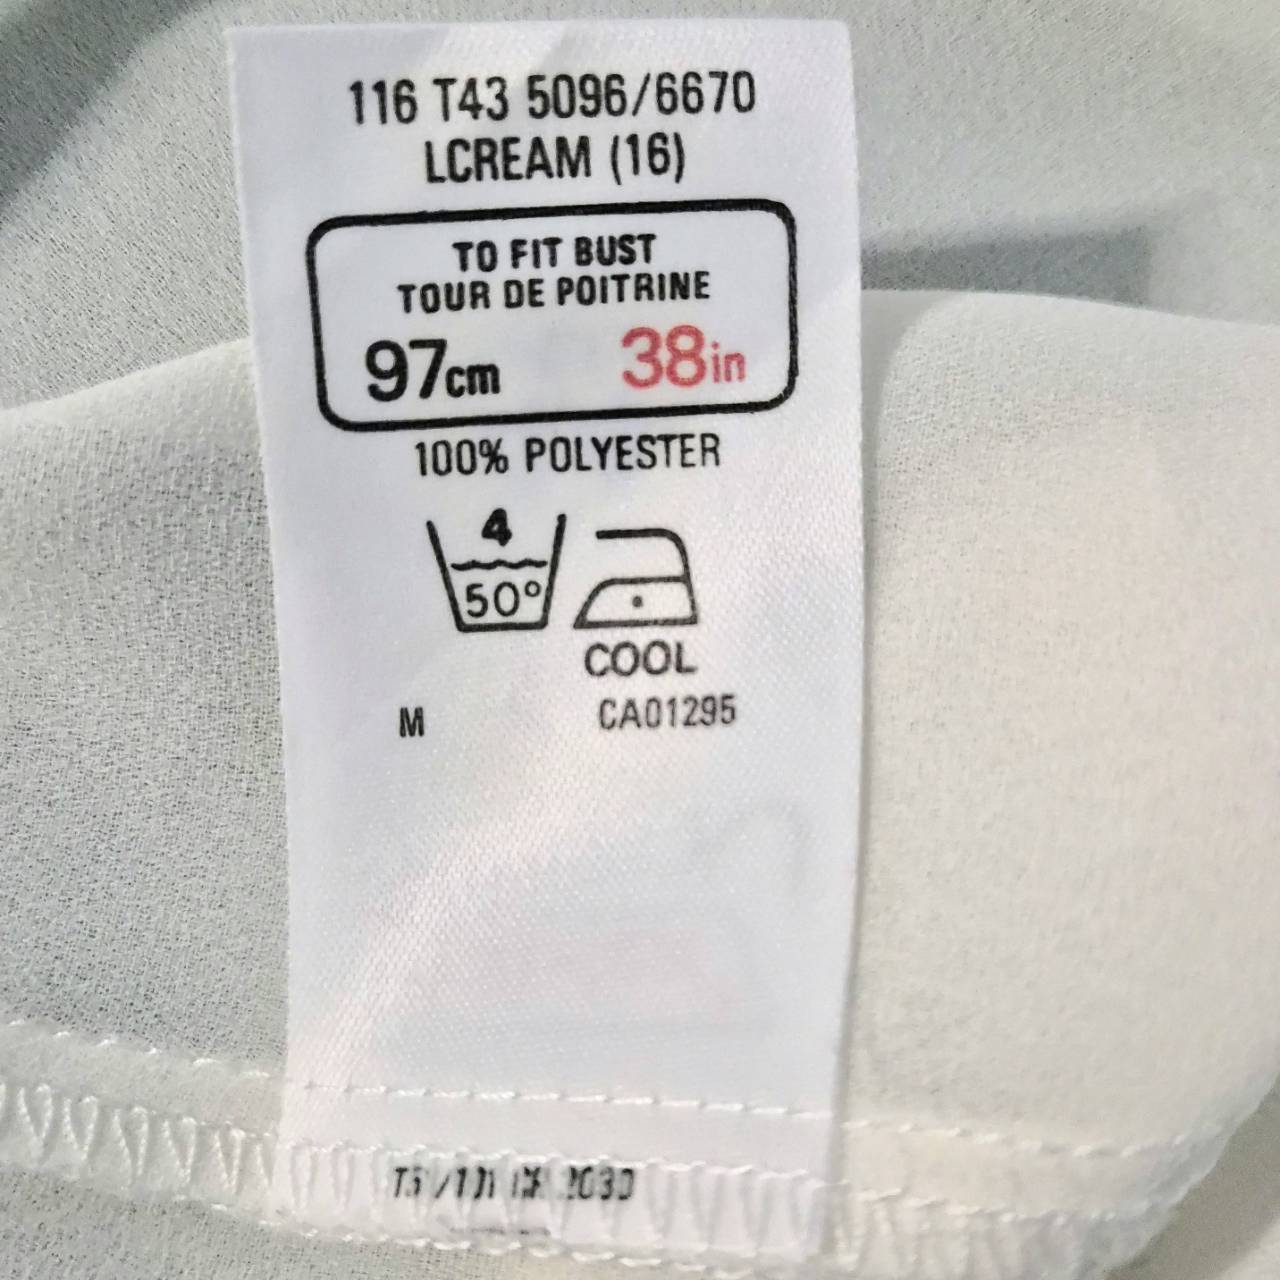 116 T43 5096/6670
LCREAM (16)
TO FIT BUST
TOUR DE POITRINE
97cm 38in
100% POLYESTER
4
50°
COOL
M CA01295